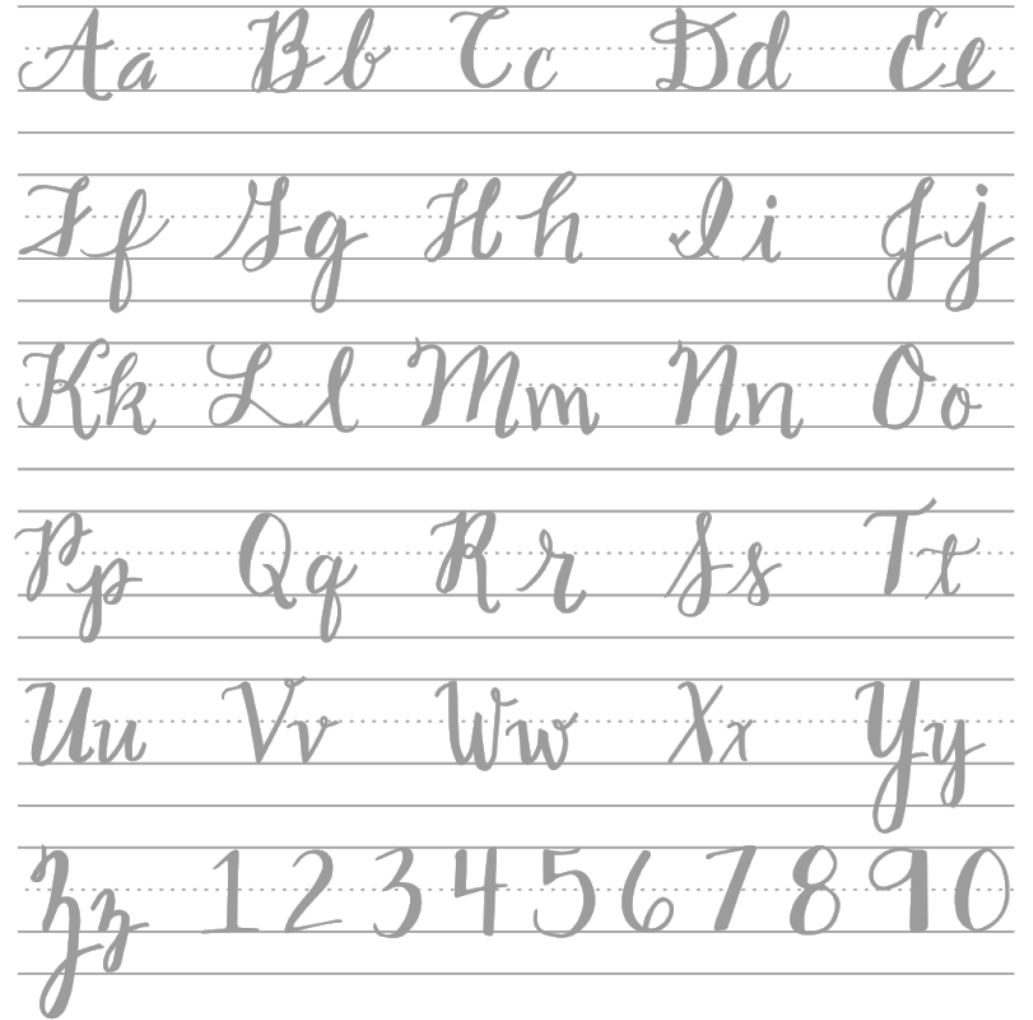 Aa Bb Cc Dd Ee
Ff Gg Hh Ii Jj
Kk Ll Mm Nn Oo
Pp Qq Rr Ss Tt
Uu Vv Ww Xx Yy
Zz 1 2 3 4 5 6 7 8 9 0